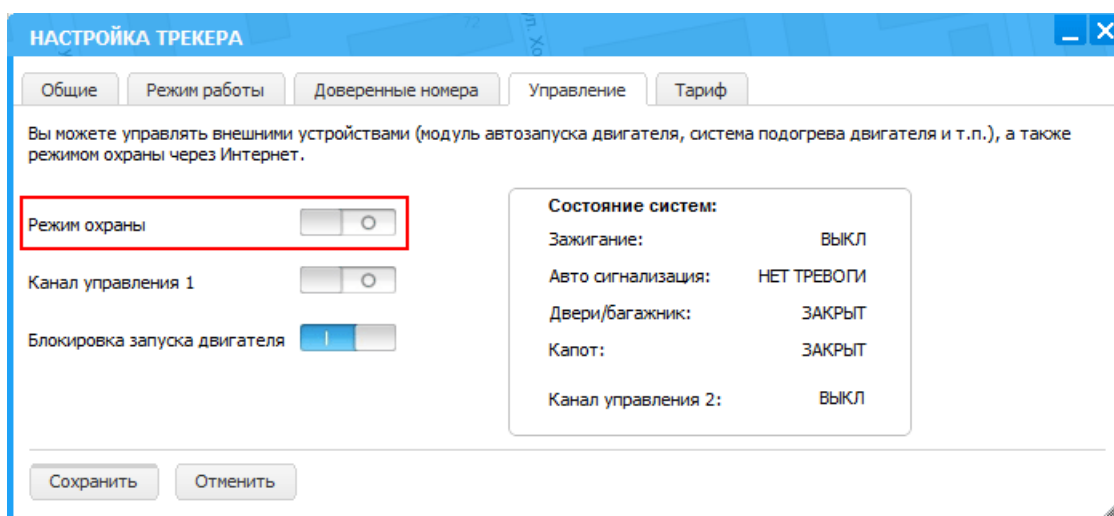 72
НАСТРОЙКА ТРЕКЕРА
Общие
Режим работы
Доверенные номера
Управление
Тариф
Вы можете управлять внешними устройствами (модуль автозапуска двигателя, система подогрева двигателя и т.п.), а также
режимом охраны через Интернет.
Режим охраны
Канал управления 1
Блокировка запуска двигателя
Состояние систем:
Зажигание: ВЫКЛ
Авто сигнализация: НЕТ ТРЕВОГИ
Двери/багажник: ЗАКРЫТ
Капот: ЗАКРЫТ
Канал управления 2: ВЫКЛ
Сохранить
Отменить